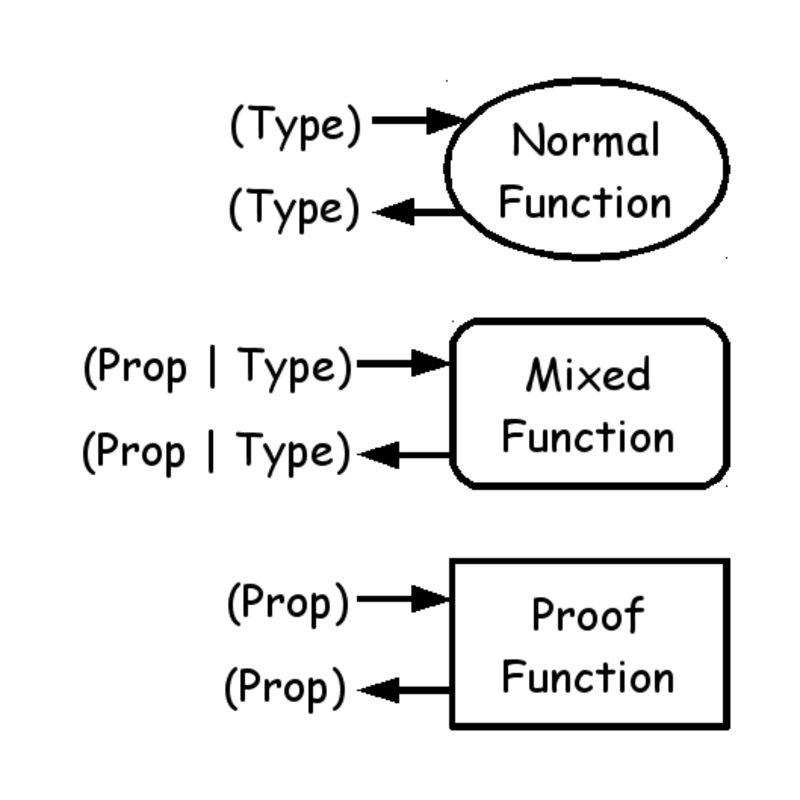 (Type)
(Type)
Normal
Function
(Prop | Type)
(Prop | Type)
Mixed
Function
(Prop)
(Prop)
Proof
Function